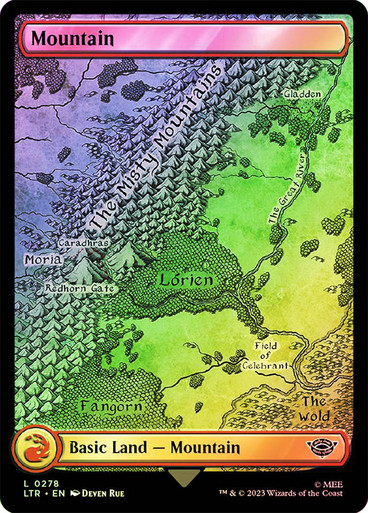 Mountain
The Misty Mountains
Gladden
The Great River
Caradhras
Moria
Redhorn Gate
Lórien
Field
of
Celebrant
Fangorn
The
Wold
Basic Land — Mountain
L 0278
LTR • EN Deven Rue
© MEE
™ & © 2023 Wizards of the Coast